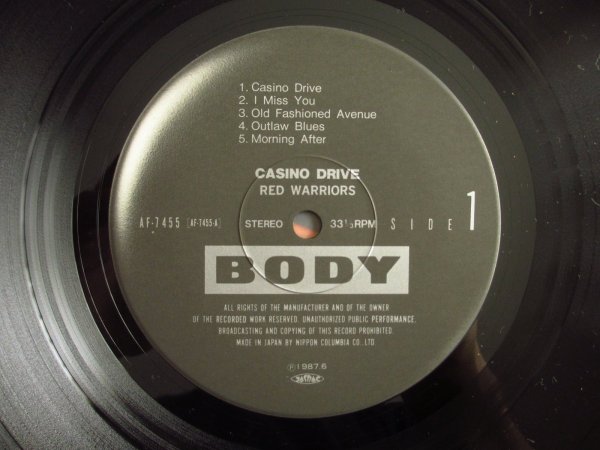 1. Casino Drive
2. I Miss You
3. Old Fashioned Avenue
4. Outlaw Blues
5. Morning After
CASINO DRIVE
RED WARRIORS
AF-7455 [AF-7455-A] STEREO 33⅓RPM SIDE 1
BODY
ALL RIGHTS OF THE MANUFACTURER AND OF THE OWNER
OF THE RECORDED WORK RESERVED. UNAUTHORIZED PUBLIC PERFORMANCE,
BROADCASTING AND COPYING OF THIS RECORD PROHIBITED.
MADE IN JAPAN BY NIPPON COLUMBIA CO., LTD.
Ⓟ1987.6